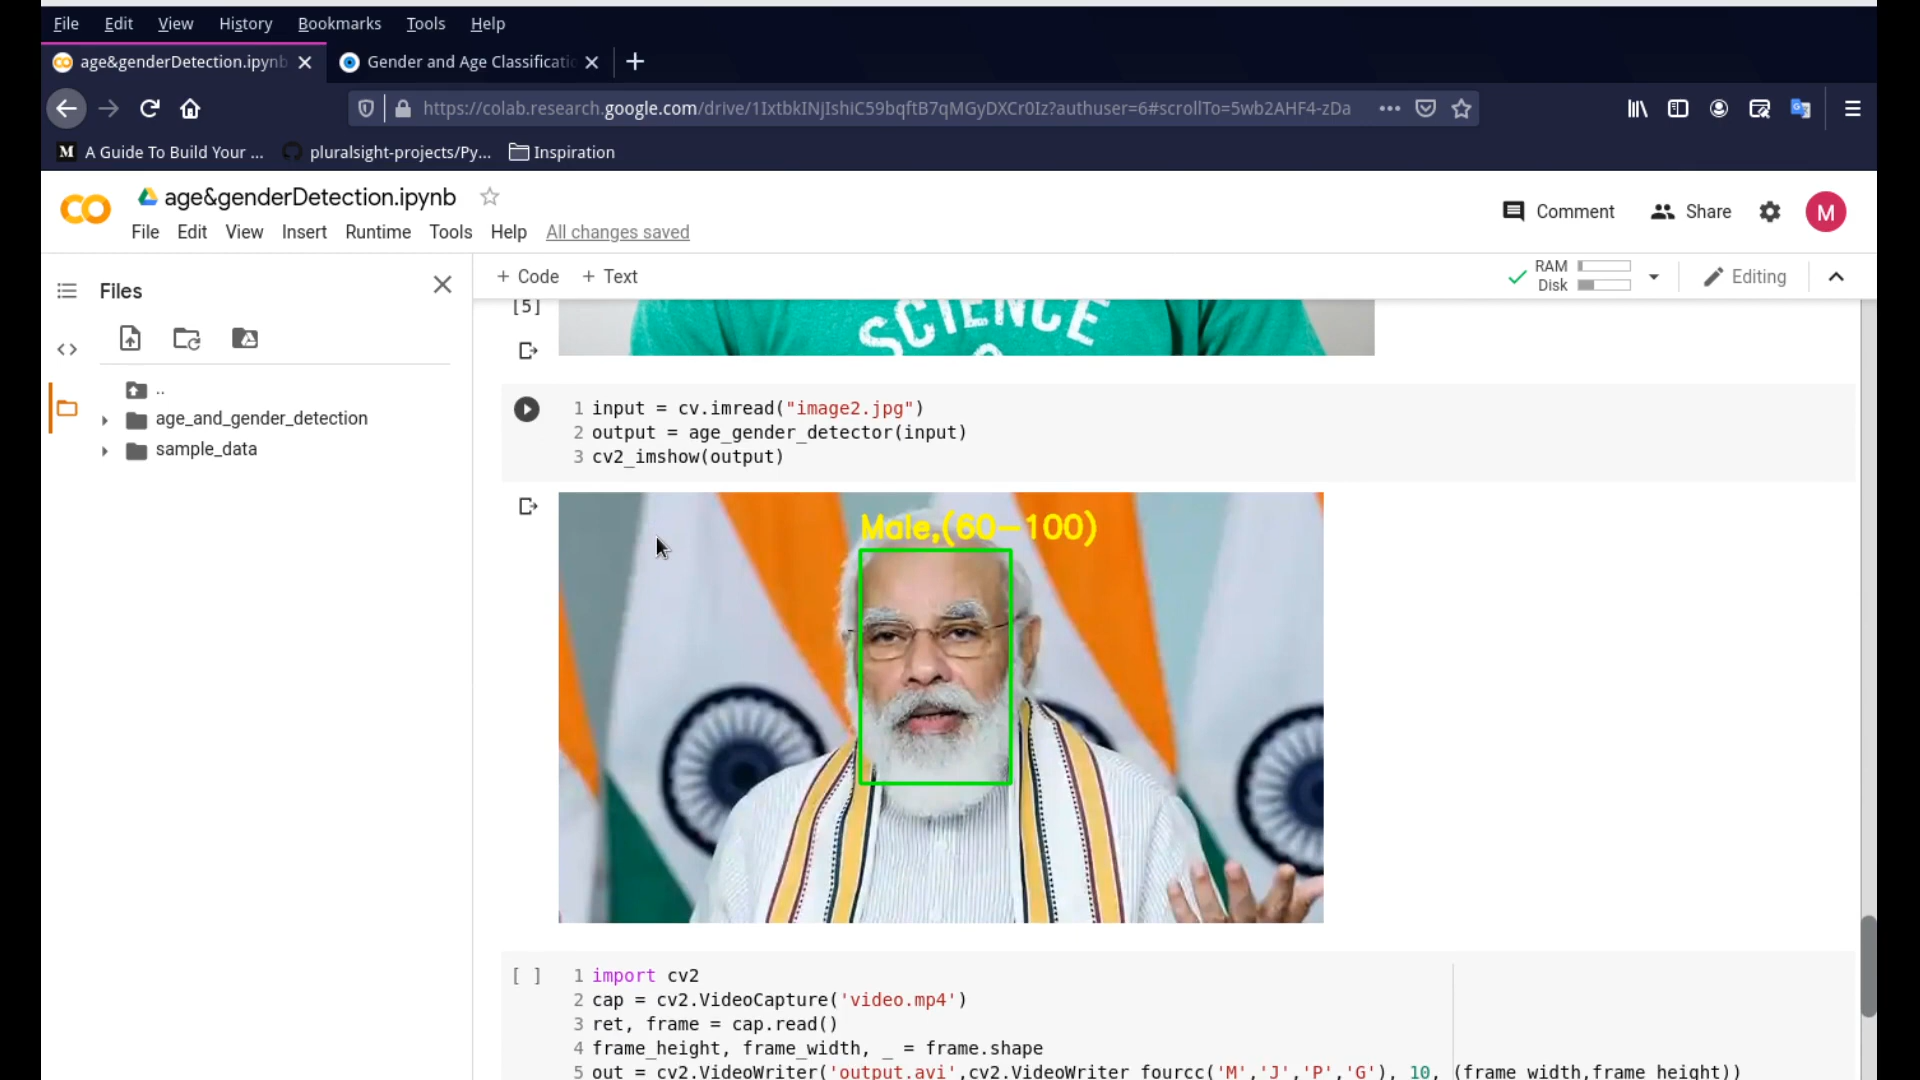 File Edit View History Bookmarks Tools Help
age&genderDetection.ipynb Gender and Age Classificatio
https://colab.research.google.com/drive/1IxtbkINjIshiC59bqftB7qMGyDXCr0Iz?authuser=6#scrollTo=5wb2AHF4-zDa
M A Guide To Build Your ... pluralsight-projects/Py... Inspiration
age&genderDetection.ipynb
Comment Share M
File Edit View Insert Runtime Tools Help All changes saved
Files
+ Code + Text
RAM
Disk
Editing
..
age_and_gender_detection
sample_data
[5]
SCIENCE
1 input = cv.imread("image2.jpg")
2 output = age_gender_detector(input)
3 cv2_imshow(output)
Male,(60-100)
[ ] 1 import cv2
2 cap = cv2.VideoCapture('video.mp4')
3 ret, frame = cap.read()
4 frame_height, frame_width, _ = frame.shape
5 out = cv2.VideoWriter('output.avi',cv2.VideoWriter_fourcc('M','J','P','G'), 10, (frame_width,frame_height))